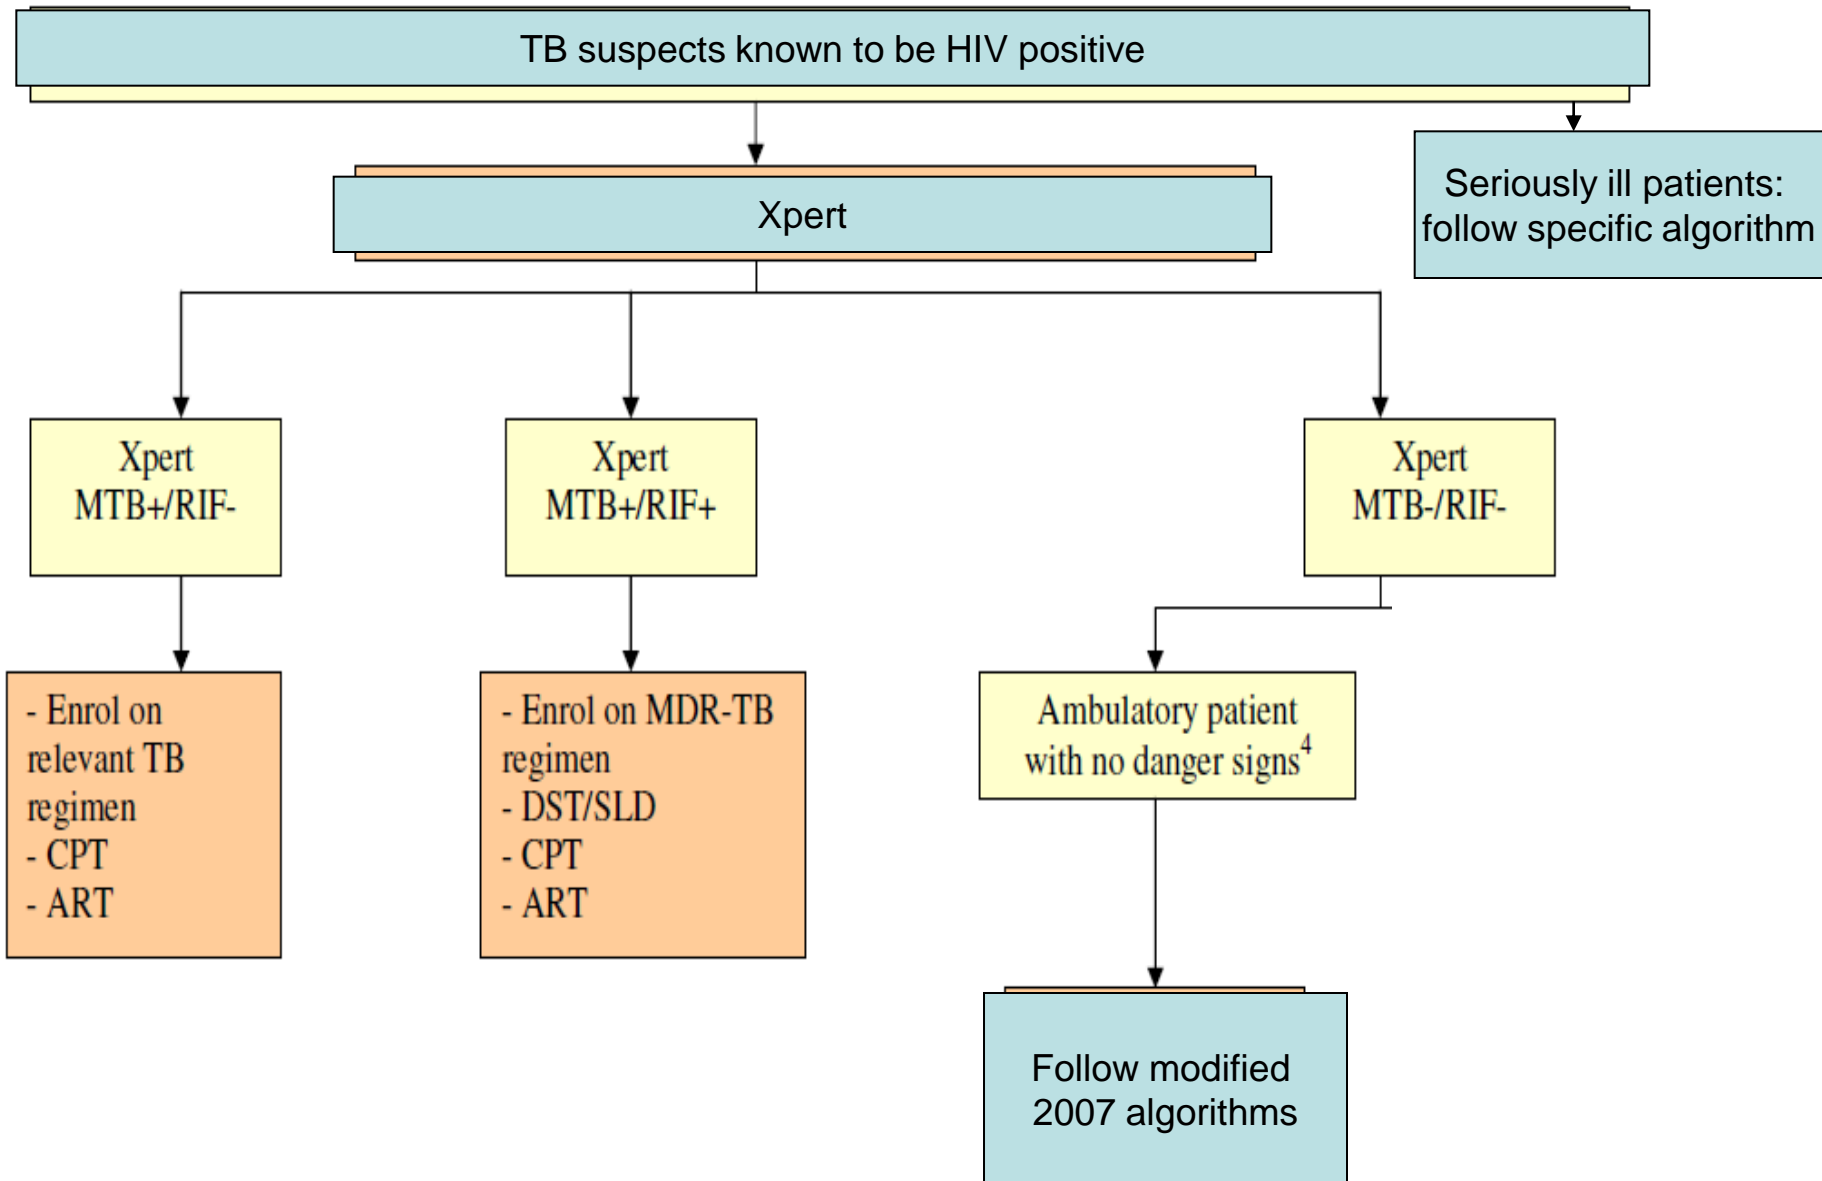 TB suspects known to be HIV positive
Seriously ill patients:
follow specific algorithm
Xpert
Xpert
MTB+/RIF-
Xpert
MTB+/RIF+
Xpert
MTB-/RIF-
- Enrol on
relevant TB
regimen
- CPT
- ART
- Enrol on MDR-TB
regimen
- DST/SLD
- CPT
- ART
Ambulatory patient
with no danger signs⁴
Follow modified
2007 algorithms